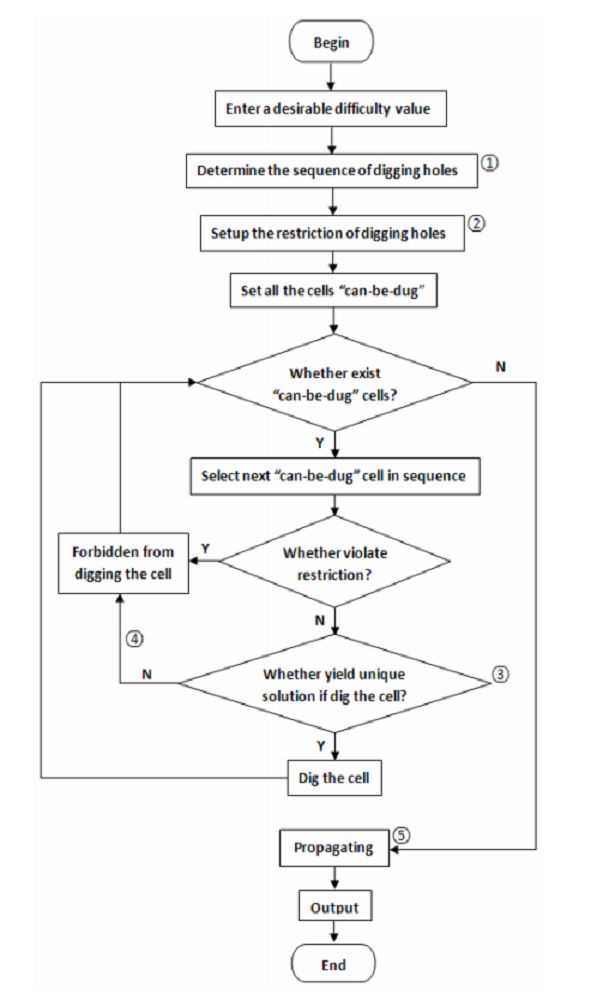 Begin
Enter a desirable difficulty value
Determine the sequence of digging holes
①
Setup the restriction of digging holes
②
Set all the cells “can-be-dug”
Whether exist
“can-be-dug” cells?
N
Y
Select next “can-be-dug” cell in sequence
Forbidden from
digging the cell
Y
Whether violate
restriction?
N
④
N
Whether yield unique
solution if dig the cell?
③
Y
Dig the cell
Propagating
⑤
Output
End